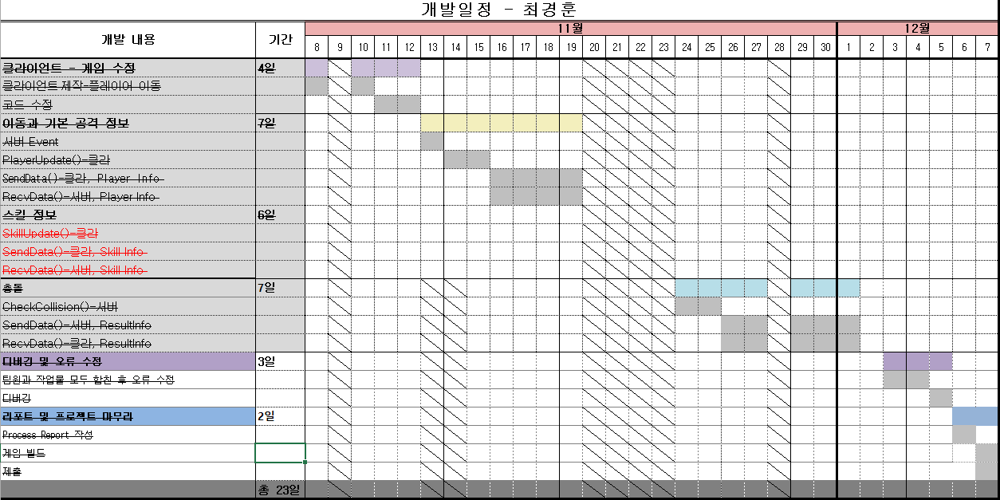 개발일정 - 최경훈
개발 내용 기간 11월 12월
8 9 10 11 12 13 14 15 16 17 18 19 20 21 22 23 24 25 26 27 28 29 30 1 2 3 4 5 6 7
클라이언트 - 게임 수정 4일
클라이언트 제작-플레이어 이동
코드 수정
이동과 기본 공격 정보 7일
서버 Event
PlayerUpdate()-클라
SendData()-클라, Player Info
RecvData()-서버, Player Info
스킬 정보 6일
SkillUpdate()-클라
SendData()-클라, Skill Info
RecvData()-서버, Skill Info
충돌 7일
CheckCollision()-서버
SendData()-서버, ResultInfo
RecvData()-클라, ResultInfo
디버깅 및 오류 수정 3일
팀원과 작업물 모두 합친 후 오류 수정
디버깅
리포트 및 프로젝트 마무리 2일
Process Report 작성
게임 빌드
제출
총 23일